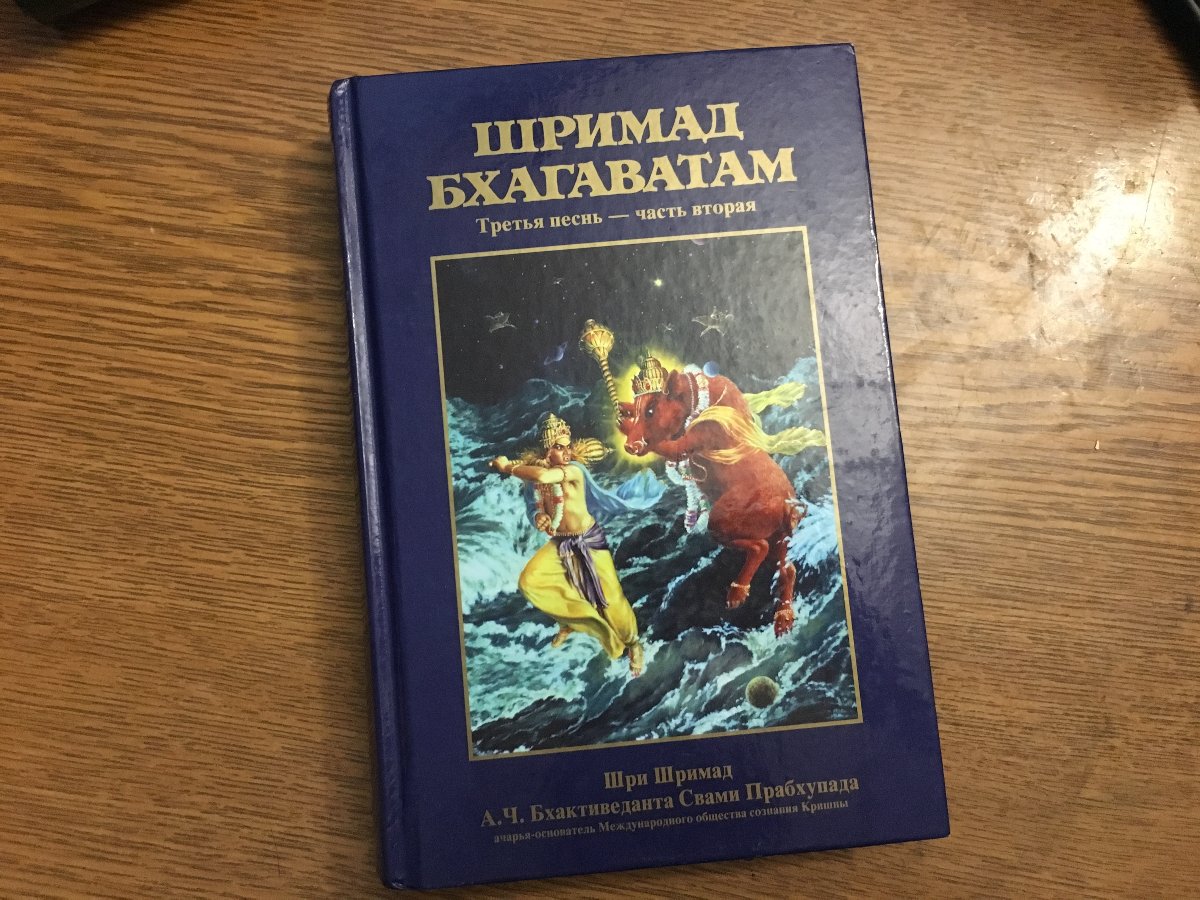 ШРИМАД
БХАГАВАТАМ
Третья песнь — часть вторая
Шри Шримад
А.Ч. Бхактиведанта Свами Прабхупада
ачарья-основатель Международного общества сознания Кришны